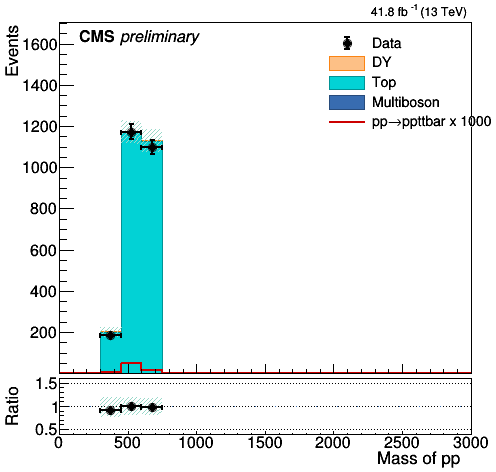 41.8 fb⁻¹ (13 TeV)
CMS preliminary
Events
1600
1400
1200
1000
800
600
400
200
Data
DY
Top
Multiboson
pp→ppttbar x 1000
Ratio
1.5
1
0.5
0 500 1000 1500 2000 2500 3000
Mass of pp